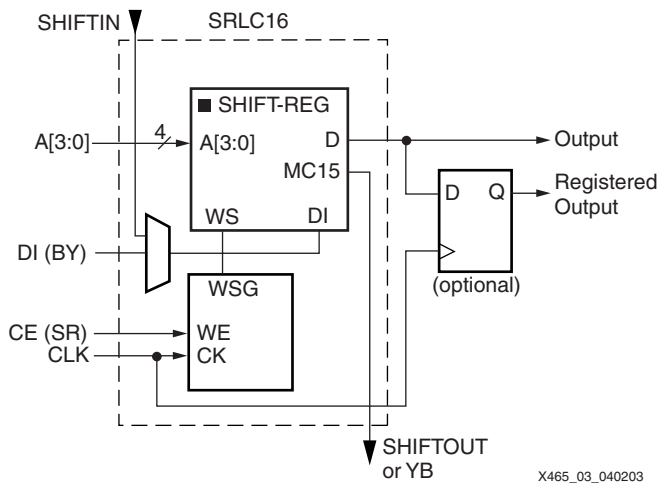 SHIFTIN
SRLC16
SHIFT-REG
A[3:0]
4
A[3:0]
D
Output
MC15
D
Q
Registered
Output
WS
DI
DI (BY)
WSG
(optional)
CE (SR)
WE
CLK
CK
SHIFTOUT
or YB
X465_03_040203